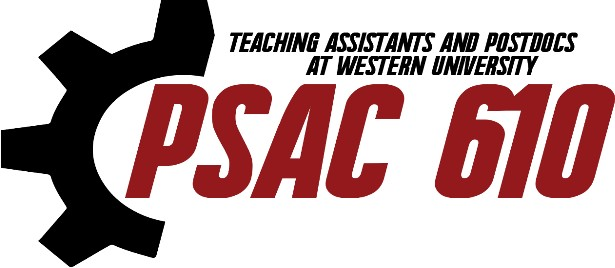 TEACHING ASSISTANTS AND POSTDOCS
AT WESTERN UNIVERSITY
PSAC 610